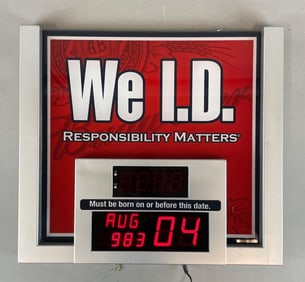 We I.D.
RESPONSIBILITY MATTERS®
Must be born on or before this date.
AUG 04
983